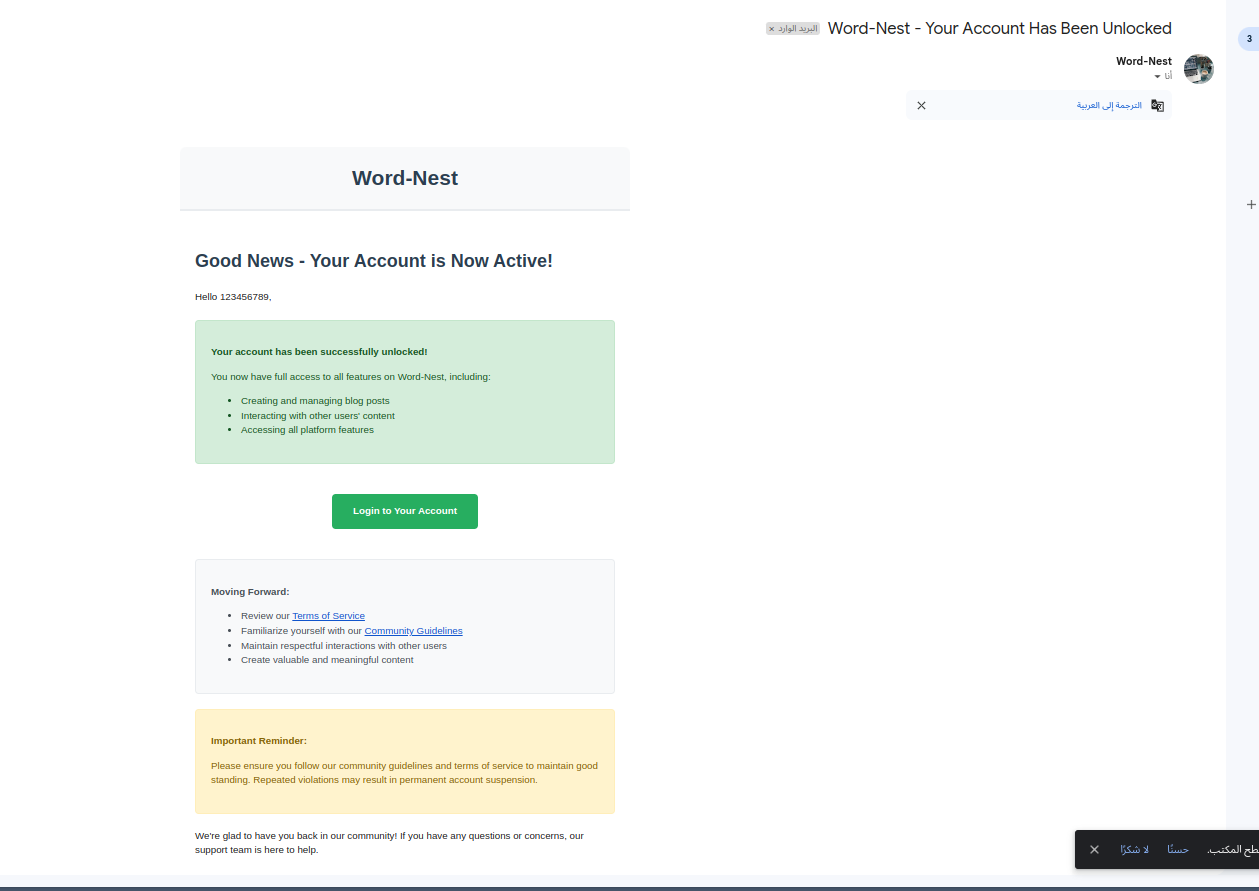 Word-Nest - Your Account Has Been Unlocked
البريد الوارد ×
3
Word-Nest
أنا
الترجمة إلى العربية
Word-Nest
Good News - Your Account is Now Active!
Hello 123456789,
Your account has been successfully unlocked!
You now have full access to all features on Word-Nest, including:
• Creating and managing blog posts
• Interacting with other users' content
• Accessing all platform features
Login to Your Account
Moving Forward:
• Review our Terms of Service
• Familiarize yourself with our Community Guidelines
• Maintain respectful interactions with other users
• Create valuable and meaningful content
Important Reminder:
Please ensure you follow our community guidelines and terms of service to maintain good
standing. Repeated violations may result in permanent account suspension.
We're glad to have you back in our community! If you have any questions or concerns, our
support team is here to help.
المكتب. حسنًا لا شكرًا